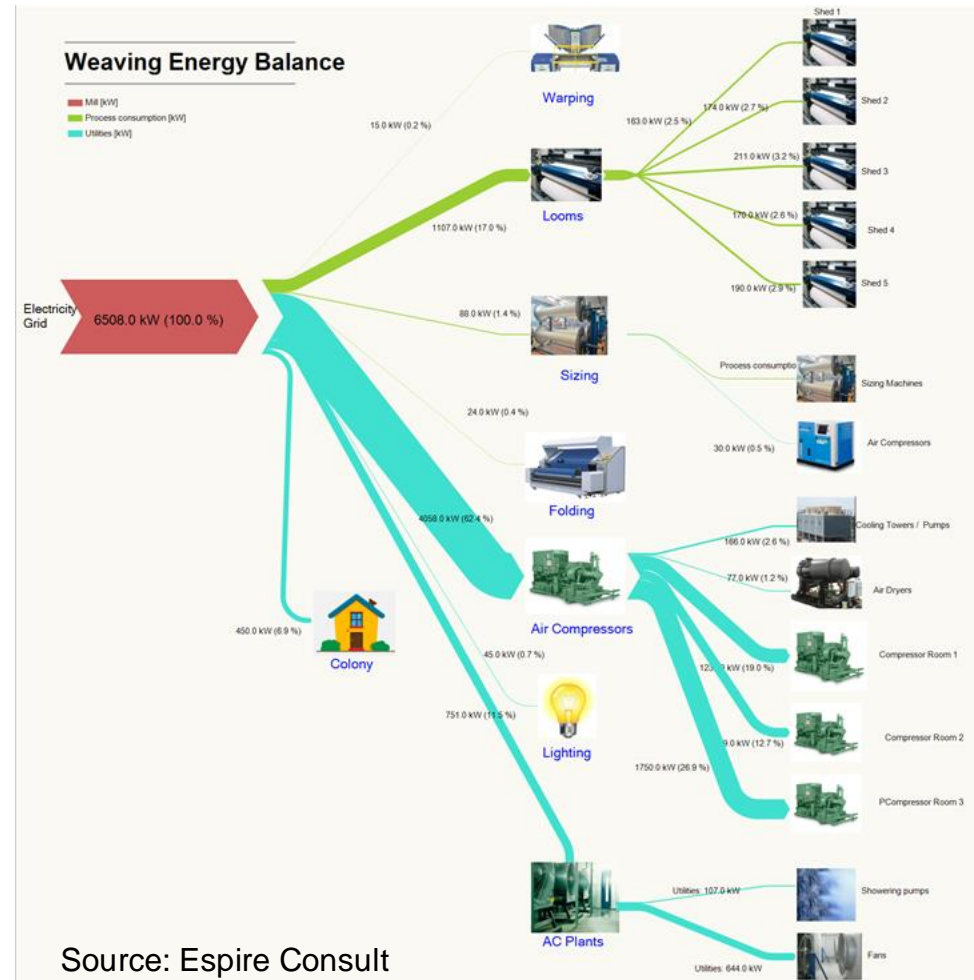 Weaving Energy Balance
Mill [kW]
Process consumption [kW]
Utilities [kW]
Electricity
Grid
6508.0 kW (100.0 %)
15.0 kW (0.2 %)
Warping
1107.0 kW (17.0 %)
Looms
Shed 1
163.0 kW (2.5 %)
174.0 kW (2.7 %)
Shed 2
211.0 kW (3.2 %)
Shed 3
170.0 kW (2.6 %)
Shed 4
190.0 kW (2.9 %)
Shed 5
88.0 kW (1.4 %)
Sizing
Process consumptio
Sizing Machines
30.0 kW (0.5 %)
Air Compressors
24.0 kW (0.4 %)
Folding
4058.0 kW (62.4 %)
Air Compressors
166.0 kW (2.6 %)
Cooling Towers / Pumps
77.0 kW (1.2 %)
Air Dryers
kW (19.0 %)
Compressor Room 1
kW (12.7 %)
Compressor Room 2
1750.0 kW (26.9 %)
PCompressor Room 3
450.0 kW (6.9 %)
Colony
45.0 kW (0.7 %)
Lighting
751.0 kW (11.5 %)
AC Plants
Utilities: 107.0 kW
Showering pumps
Utilities: 644.0 kW
Fans
Source: Espire Consult